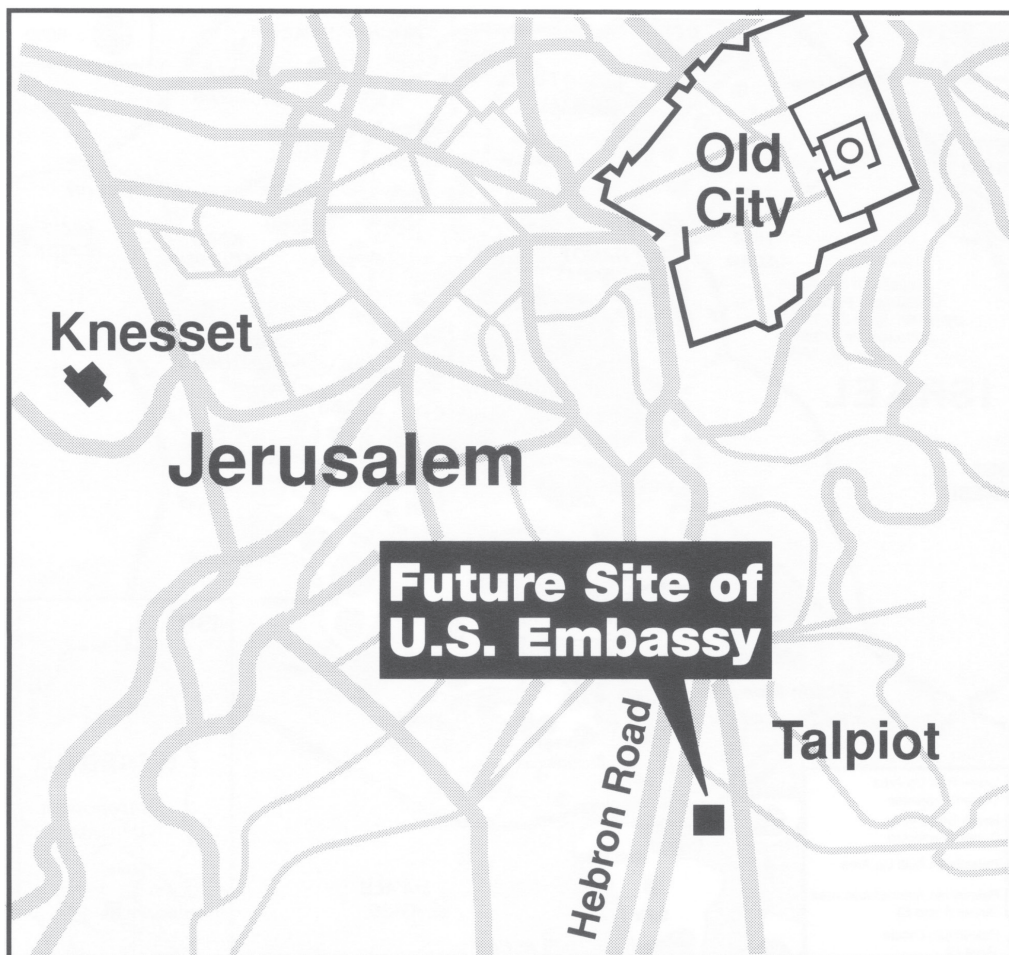 Old
City
Knesset
Jerusalem
Future Site of
U.S. Embassy
Talpiot
Hebron Road